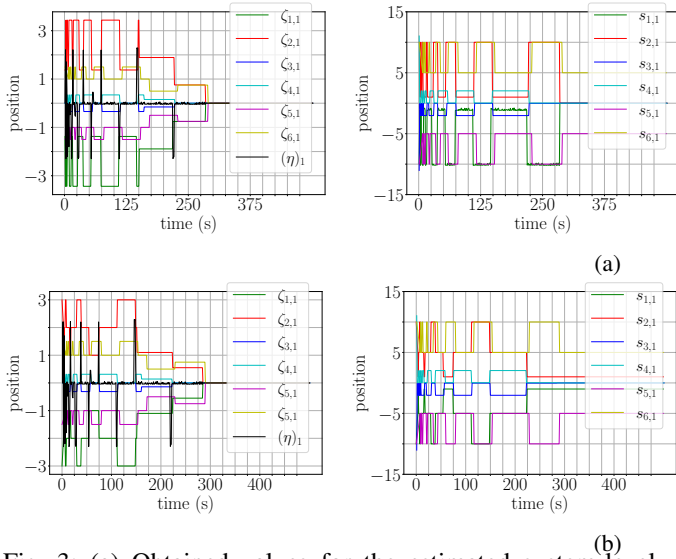 3
1
−1
−3
position
0
125
250
375
time (s)
ζ1,1
ζ2,1
ζ3,1
ζ4,1
ζ5,1
ζ6,1
(η)1
15
5
−5
−15
position
0
125
250
375
time (s)
s1,1
s2,1
s3,1
s4,1
s5,1
s6,1
(a)
3
1
−1
−3
position
0
100
200
300
400
time (s)
ζ1,1
ζ2,1
ζ3,1
ζ4,1
ζ5,1
ζ5,1
(η)1
15
5
−5
−15
position
0
100
200
300
400
time (s)
s1,1
s2,1
s3,1
s4,1
s5,1
s6,1
(b)
Fig. 3: (a) Obtained values for the estimated system level